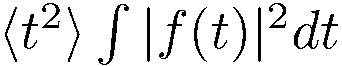 ⟨t²⟩ ∫ |f(t)|² dt